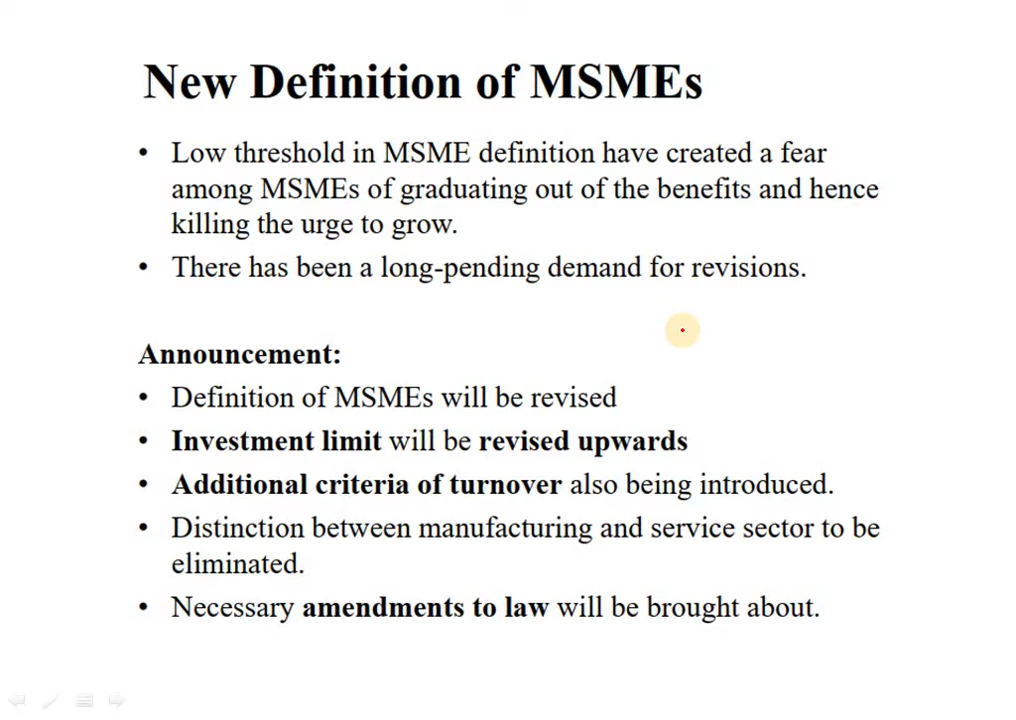 New Definition of MSMEs
• Low threshold in MSME definition have created a fear
among MSMEs of graduating out of the benefits and hence
killing the urge to grow.
• There has been a long-pending demand for revisions.
Announcement:
• Definition of MSMEs will be revised
• Investment limit will be revised upwards
• Additional criteria of turnover also being introduced.
• Distinction between manufacturing and service sector to be
eliminated.
• Necessary amendments to law will be brought about.